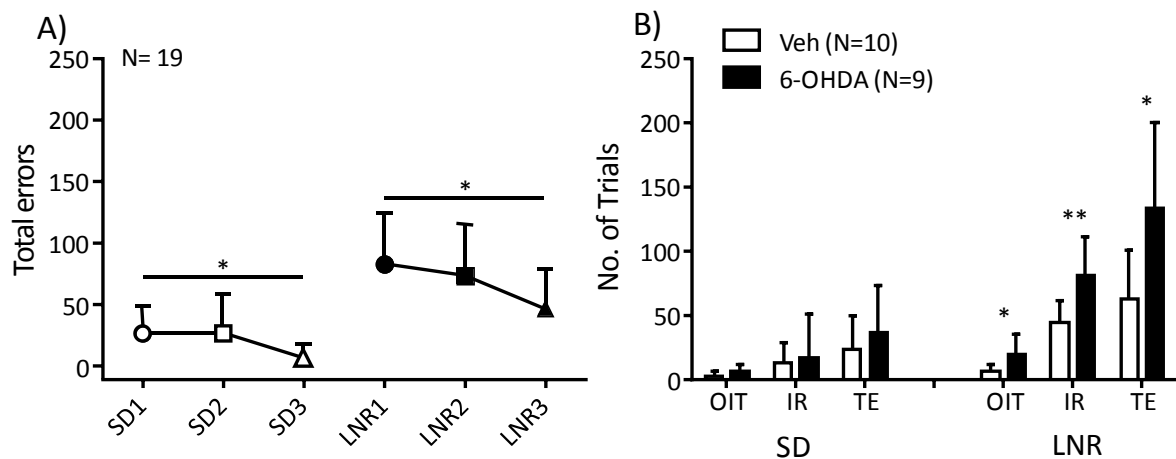 A)
N= 19
Total errors
250
200
150
100
50
0
*
*
SD1
SD2
SD3
LNR1
LNR2
LNR3
B)
Veh (N=10)
6-OHDA (N=9)
No. of Trials
250
200
150
100
50
0
*
**
*
OIT IR TE OIT IR TE
SD LNR